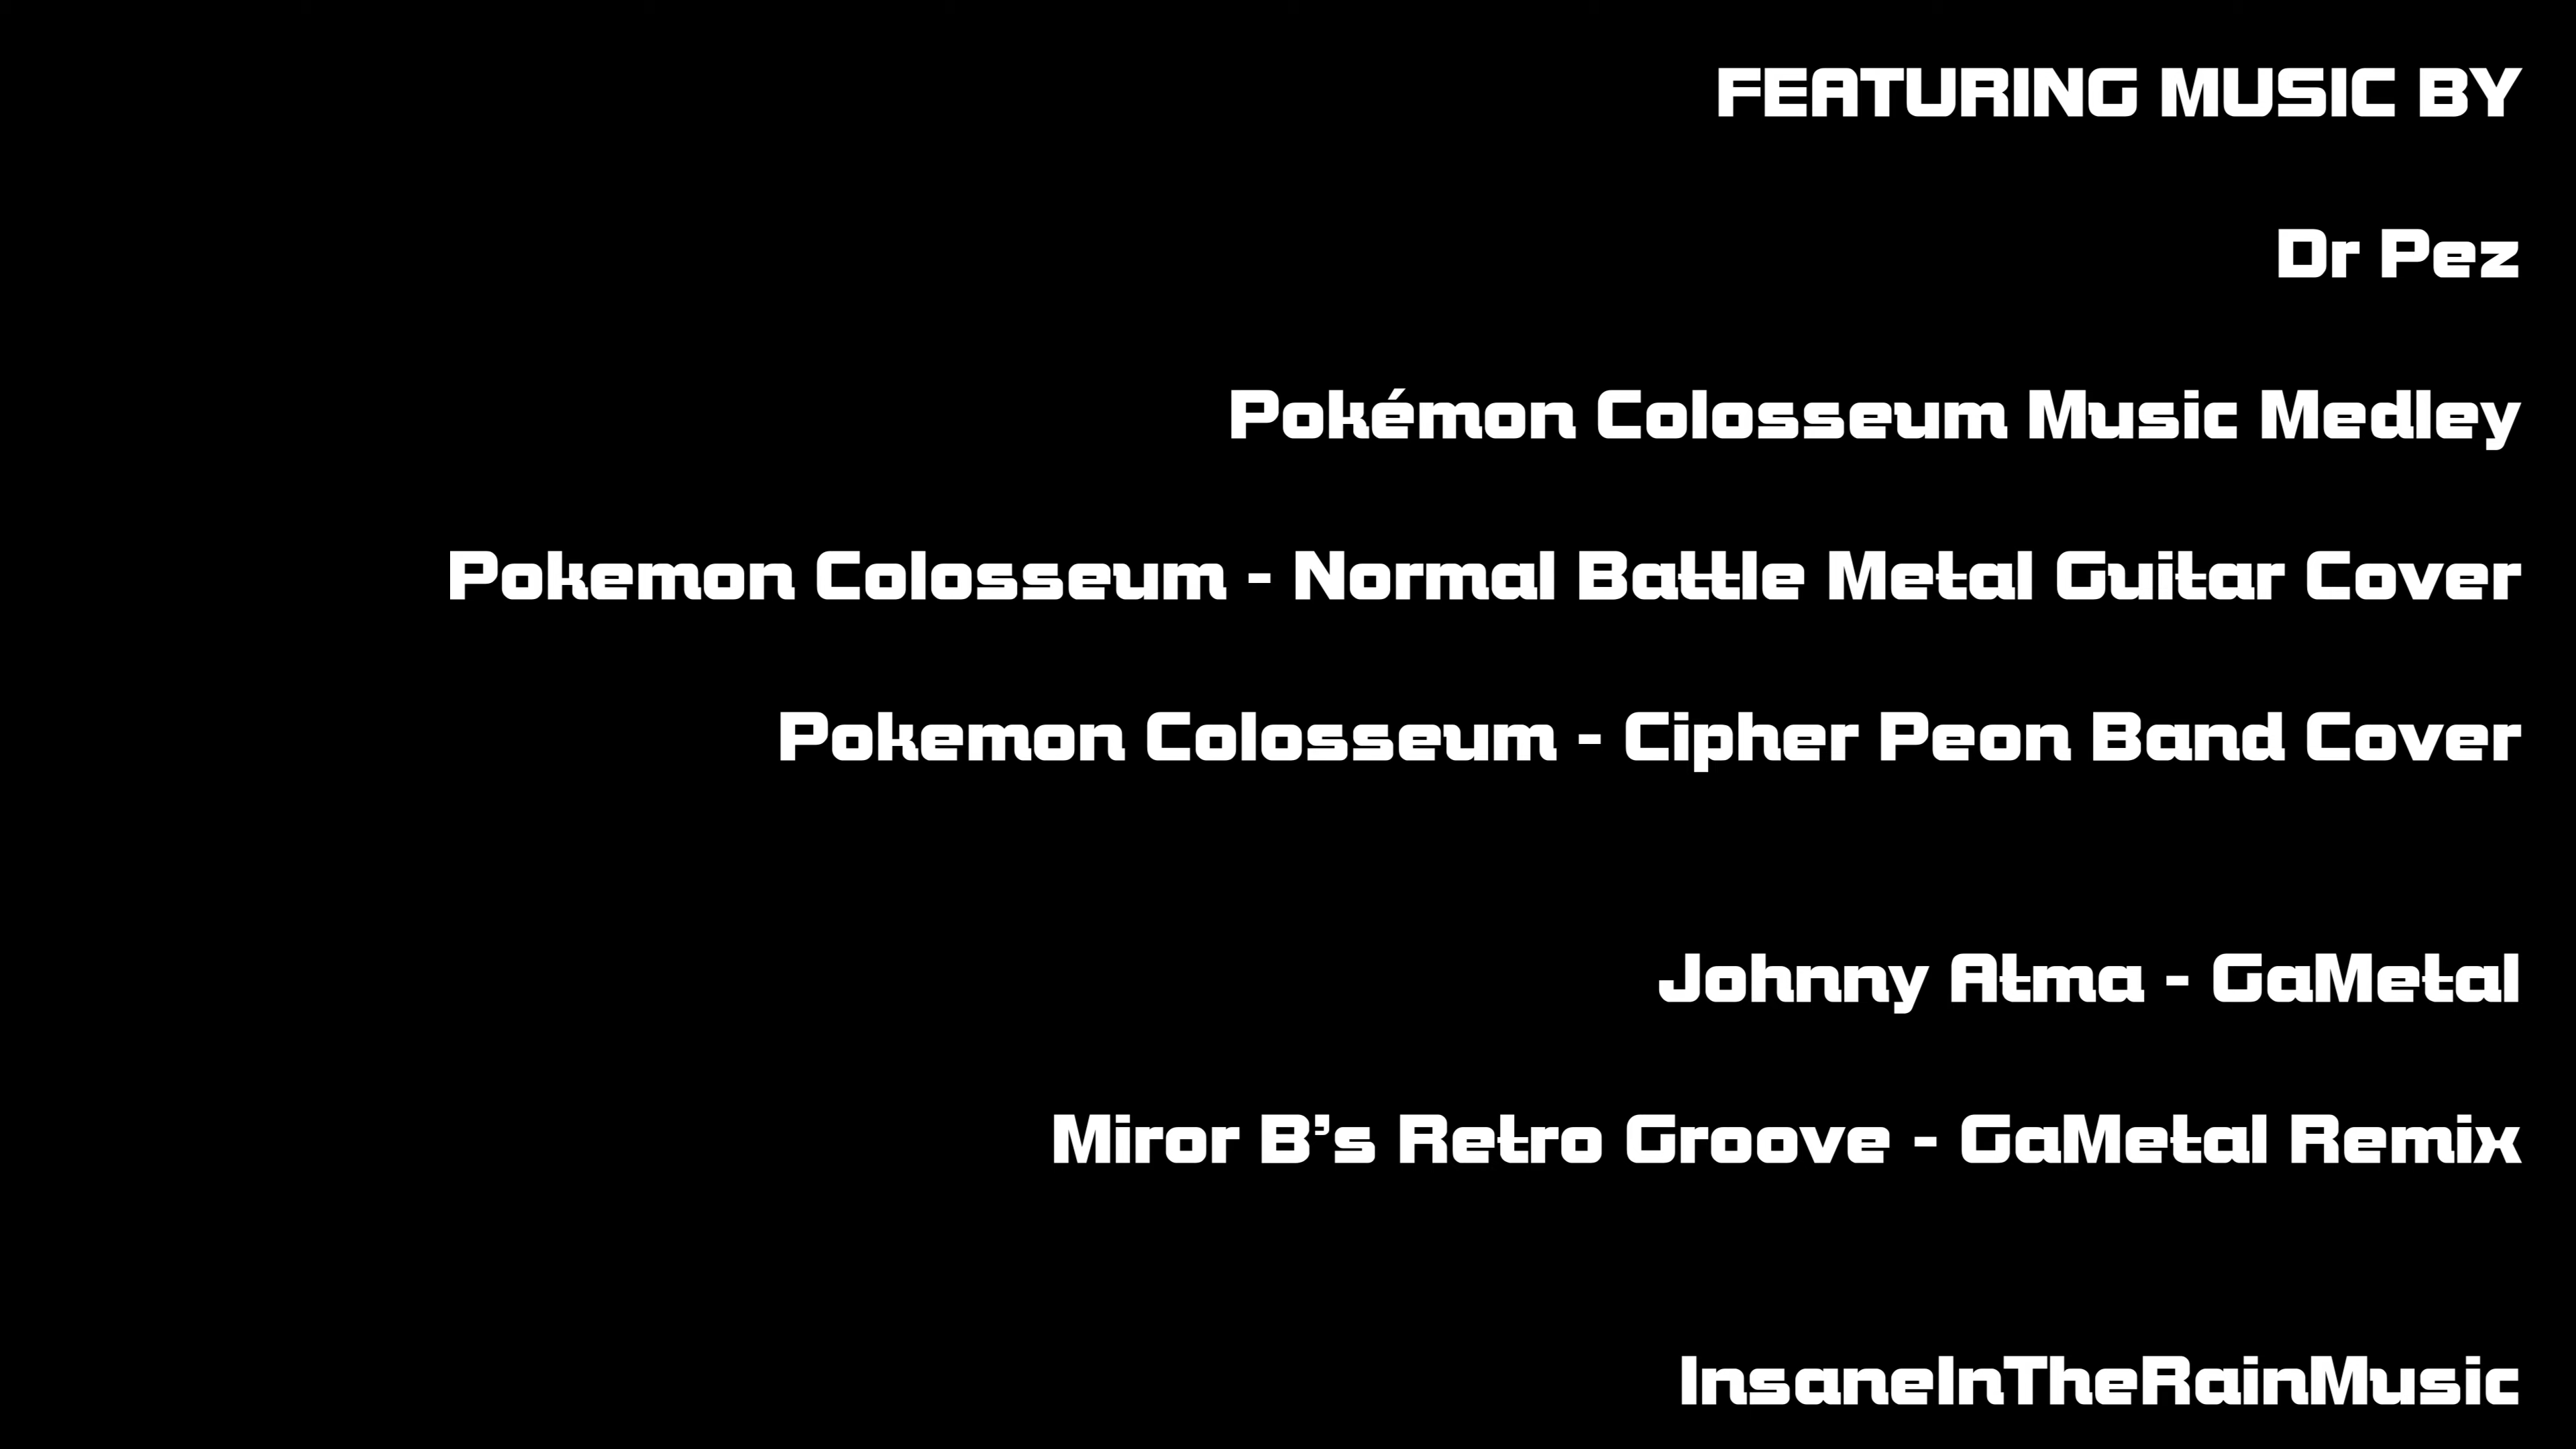 FEATURING MUSIC BY
Dr Pez
Pokémon Colosseum Music Medley
Pokemon Colosseum - Normal Battle Metal Guitar Cover
Pokemon Colosseum - Cipher Peon Band Cover
Johnny Atma - GaMetal
Miror B’s Retro Groove - GaMetal Remix
InsaneInTheRainMusic